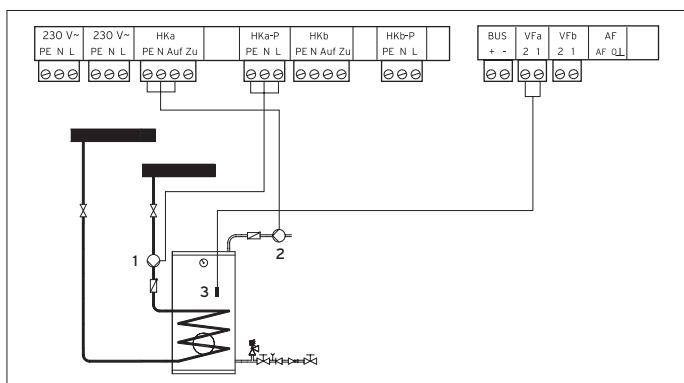 230 V~ 230 V~ HKa HKa-P HKb HKb-P BUS VFa VFb AF
PE N L PE N L PE N Auf Zu PE N L PE N Auf Zu PE N L + - 2 1 2 1 AF O
1
2
3